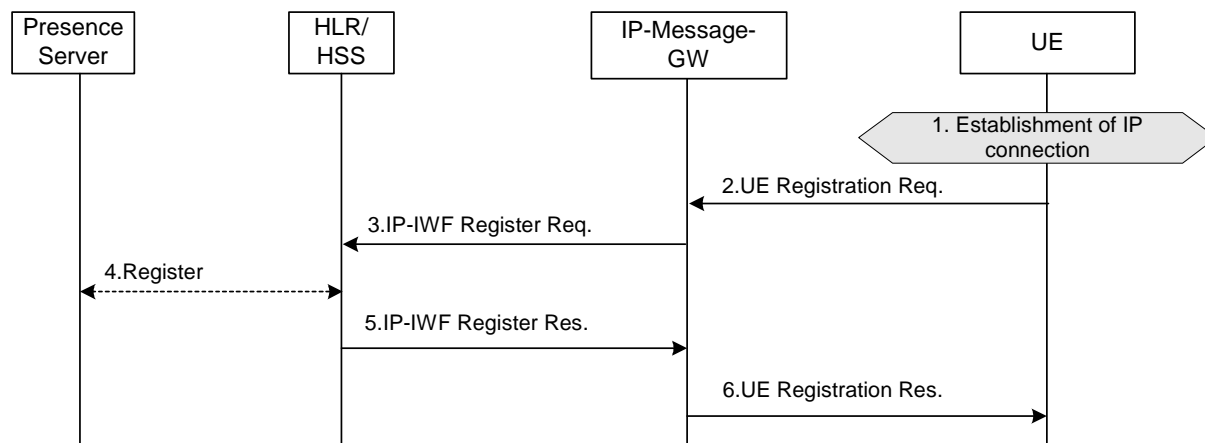 Presence
Server
HLR/
HSS
IP-Message-
GW
UE
1. Establishment of IP
connection
2.UE Registration Req.
3.IP-IWF Register Req.
4.Register
5.IP-IWF Register Res.
6.UE Registration Res.